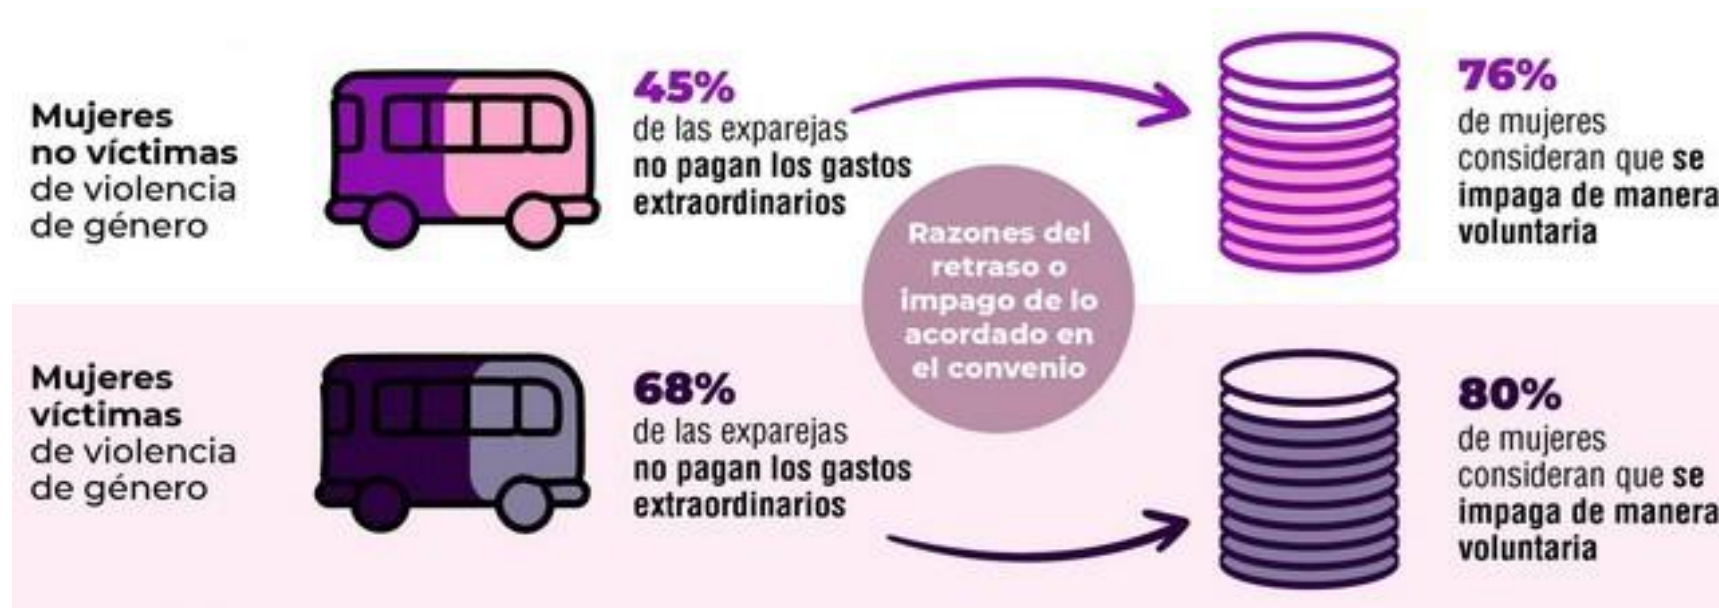 Mujeres
no víctimas
de violencia
de género
45%
de las exparejas
no pagan los gastos
extraordinarios
76%
de mujeres
consideran que se
impaga de manera
voluntaria
Razones del
retraso o
impago de lo
acordado en
el convenio
Mujeres
víctimas
de violencia
de género
68%
de las exparejas
no pagan los gastos
extraordinarios
80%
de mujeres
consideran que se
impaga de manera
voluntaria